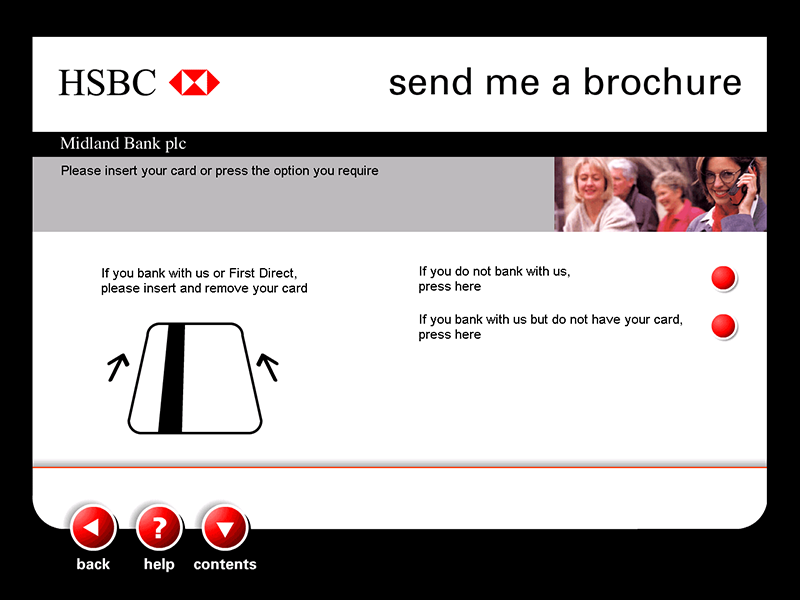 HSBC
send me a brochure
Midland Bank plc
Please insert your card or press the option you require
If you bank with us or First Direct,
please insert and remove your card
If you do not bank with us,
press here
If you bank with us but do not have your card,
press here
?
back
help
contents